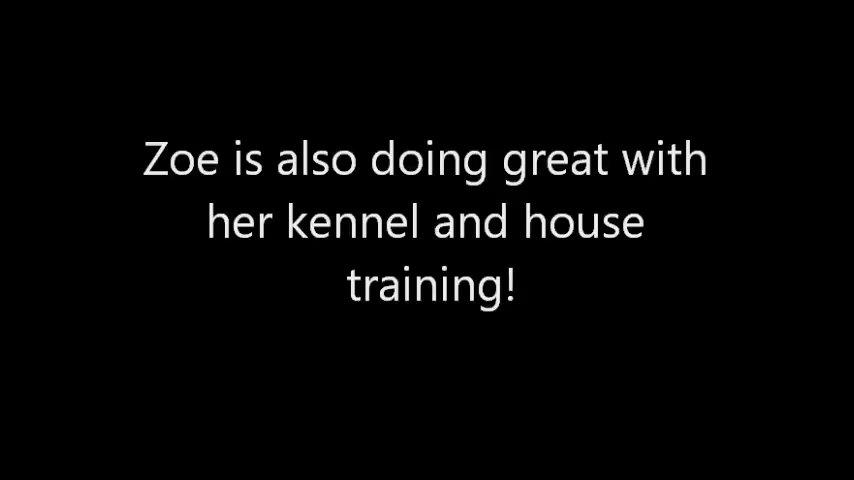 Zoe is also doing great with
her kennel and house
training!